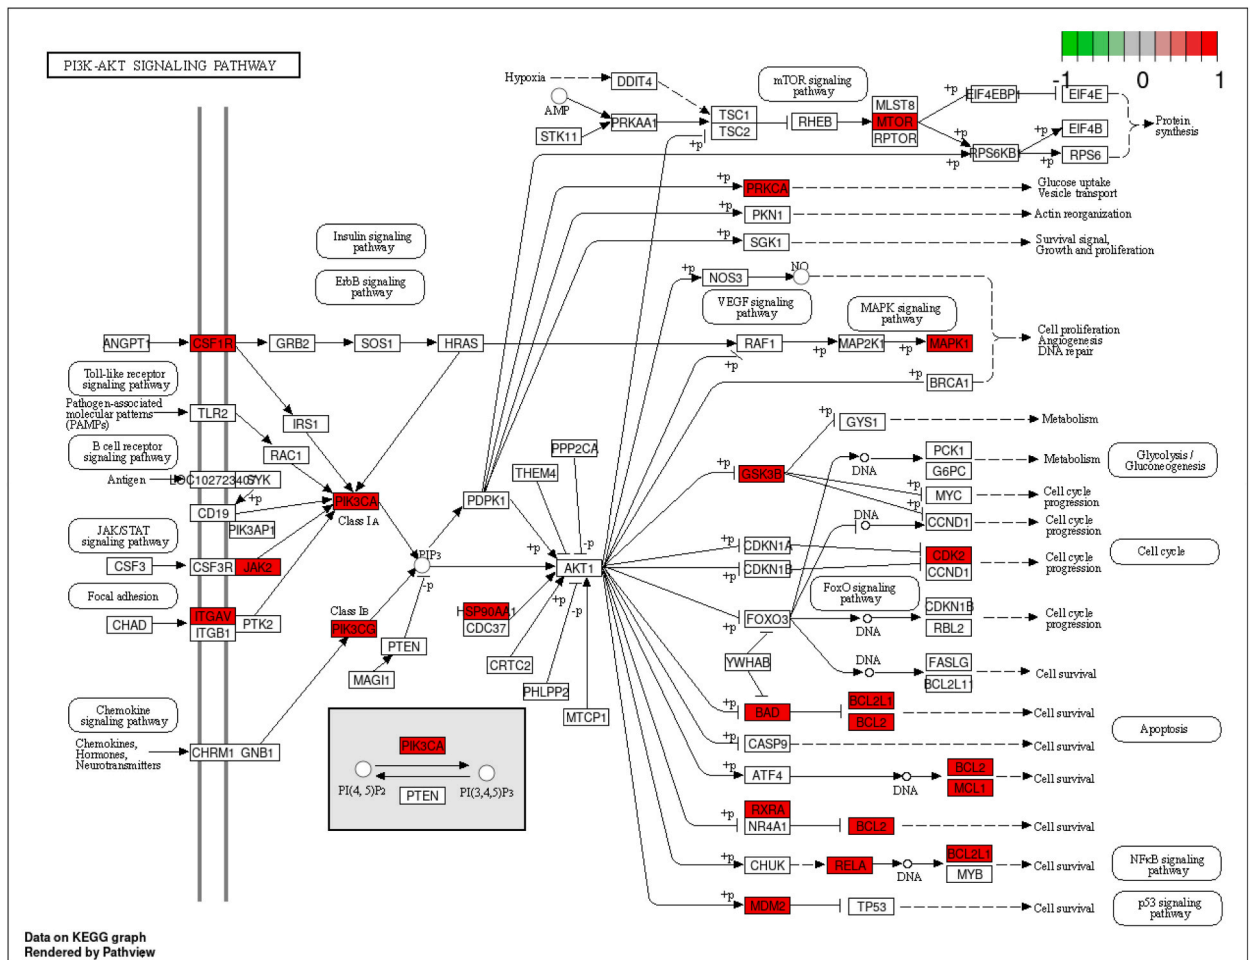 PI3K-AKT SIGNALING PATHWAY
-1 0 1
Hypoxia
DDIT4
AMP
PRKAA1
STK11
TSC1
TSC2
+p
RHEB
mTOR signaling
pathway
MLST8
MTOR
RPTOR
+p
EIF4EBP1
EIF4E
+p
+p
RPS6KB1
EIF4B
+p
RPS6
Protein
synthesis
+p
PRKCA
Glucose uptake
Vesicle transport
+p
PKN1
Actin reorganization
+p
SGK1
Survival signal,
Growth and proliferation
Insulin signaling
pathway
ErbB signaling
pathway
+p
NOS3
NO
VEGF signaling
pathway
MAPK signaling
pathway
ANGPT1
CSF1R
GRB2
SOS1
HRAS
RAF1
+p
+p
MAP2K1
+p
MAPK1
Cell proliferation
Angiogenesis
DNA repair
+p
BRCA1
Toll-like receptor
signaling pathway
Pathogen-associated
molecular patterns
(PAMPs)
TLR2
IRS1
RAC1
B cell receptor
signaling pathway
Antigen
SYK
+p
CD19
PIK3AP1
PIK3CA
Class IA
JAK/STAT
signaling pathway
CSF3
CSF3R
JAK2
Focal adhesion
CHAD
ITGAV
ITGB1
PTK2
Class IB
PIK3CG
PIP3
-p
PTEN
MAGI1
PDPK1
THEM4
PPP2CA
+p
-p
AKT1
HSP90AA1
CDC37
+p
+p
-p
CRTC2
PHLPP2
MTCP1
Chemokine
signaling pathway
Chemokines,
Hormones,
Neurotransmitters
CHRM1
GNB1
PIK3CA
PI(4, 5)P2
PTEN
PI(3,4,5)P3
+p
GYS1
Metabolism
+p
GSK3B
DNA
PCK1
G6PC
Metabolism
Glycolysis /
Gluconeogenesis
+p
MYC
Cell cycle
progression
+p
DNA
CCND1
Cell cycle
progression
+p
CDKN1A
+p
CDKN1B
CDK2
CCND1
Cell cycle
progression
Cell cycle
+p
FOXO3
FoxO signaling
pathway
DNA
CDKN1B
RBL2
Cell cycle
progression
YWHAB
DNA
FASLG
BCL2L11
Cell survival
+p
BAD
BCL2L1
BCL2
Cell survival
Apoptosis
+p
CASP9
Cell survival
+p
ATF4
DNA
BCL2
MCL1
Cell survival
+p
RXRA
NR4A1
BCL2
Cell survival
+p
CHUK
RELA
DNA
BCL2L1
MYB
Cell survival
NFκB signaling
pathway
+p
MDM2
TP53
Cell survival
p53 signaling
pathway
Data on KEGG graph
Rendered by Pathview